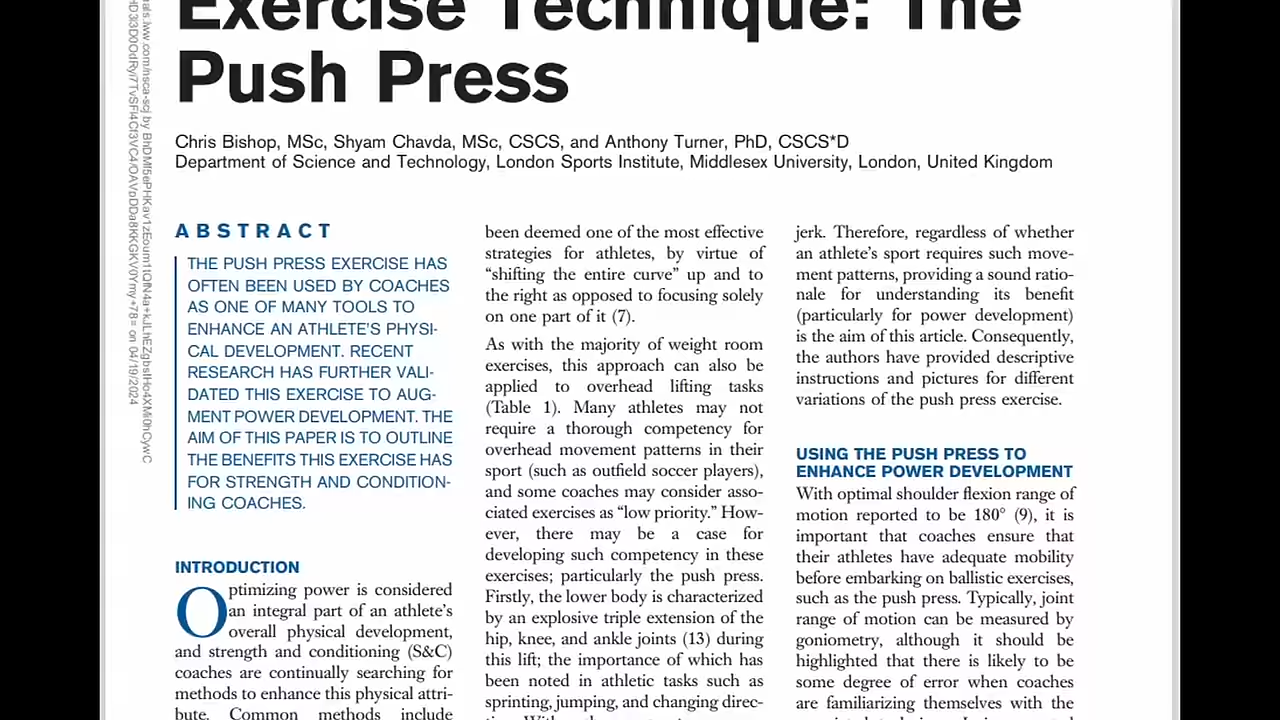 Exercise Technique: The
Push Press
Chris Bishop, MSc, Shyam Chavda, MSc, CSCS, and Anthony Turner, PhD, CSCS*D
Department of Science and Technology, London Sports Institute, Middlesex University, London, United Kingdom
ABSTRACT
THE PUSH PRESS EXERCISE HAS
OFTEN BEEN USED BY COACHES
AS ONE OF MANY TOOLS TO
ENHANCE AN ATHLETE'S PHYSI-
CAL DEVELOPMENT. RECENT
RESEARCH HAS FURTHER VALI-
DATED THIS EXERCISE TO AUG-
MENT POWER DEVELOPMENT. THE
AIM OF THIS PAPER IS TO OUTLINE
THE BENEFITS THIS EXERCISE HAS
FOR STRENGTH AND CONDITION-
ING COACHES.
INTRODUCTION
Optimizing power is considered
an integral part of an athlete's
overall physical development,
and strength and conditioning (S&C)
coaches are continually searching for
methods to enhance this physical attri-
bute. Common methods include
been deemed one of the most effective
strategies for athletes, by virtue of
“shifting the entire curve” up and to
the right as opposed to focusing solely
on one part of it (7).
As with the majority of weight room
exercises, this approach can also be
applied to overhead lifting tasks
(Table 1). Many athletes may not
require a thorough competency for
overhead movement patterns in their
sport (such as outfield soccer players),
and some coaches may consider asso-
ciated exercises as “low priority.” How-
ever, there may be a case for
developing such competency in these
exercises; particularly the push press.
Firstly, the lower body is characterized
by an explosive triple extension of the
hip, knee, and ankle joints (13) during
this lift; the importance of which has
been noted in athletic tasks such as
sprinting, jumping, and changing direc-
jerk. Therefore, regardless of whether
an athlete's sport requires such move-
ment patterns, providing a sound ratio-
nale for understanding its benefit
(particularly for power development)
is the aim of this article. Consequently,
the authors have provided descriptive
instructions and pictures for different
variations of the push press exercise.
USING THE PUSH PRESS TO
ENHANCE POWER DEVELOPMENT
With optimal shoulder flexion range of
motion reported to be 180° (9), it is
important that coaches ensure that
their athletes have adequate mobility
before embarking on ballistic exercises,
such as the push press. Typically, joint
range of motion can be measured by
goniometry, although it should be
highlighted that there is likely to be
some degree of error when coaches
are familiarizing themselves with the